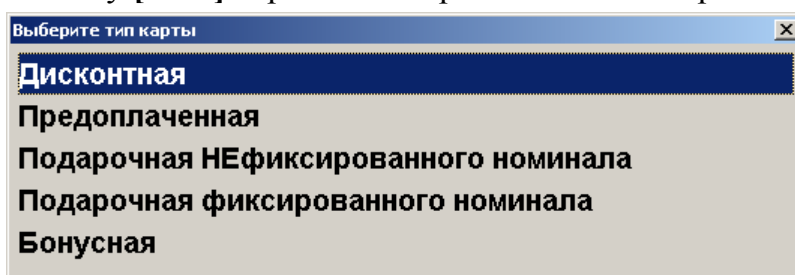 Выберите тип карты
Дисконтная
Предоплаченная
Подарочная НЕфиксированного номинала
Подарочная фиксированного номинала
Бонусная